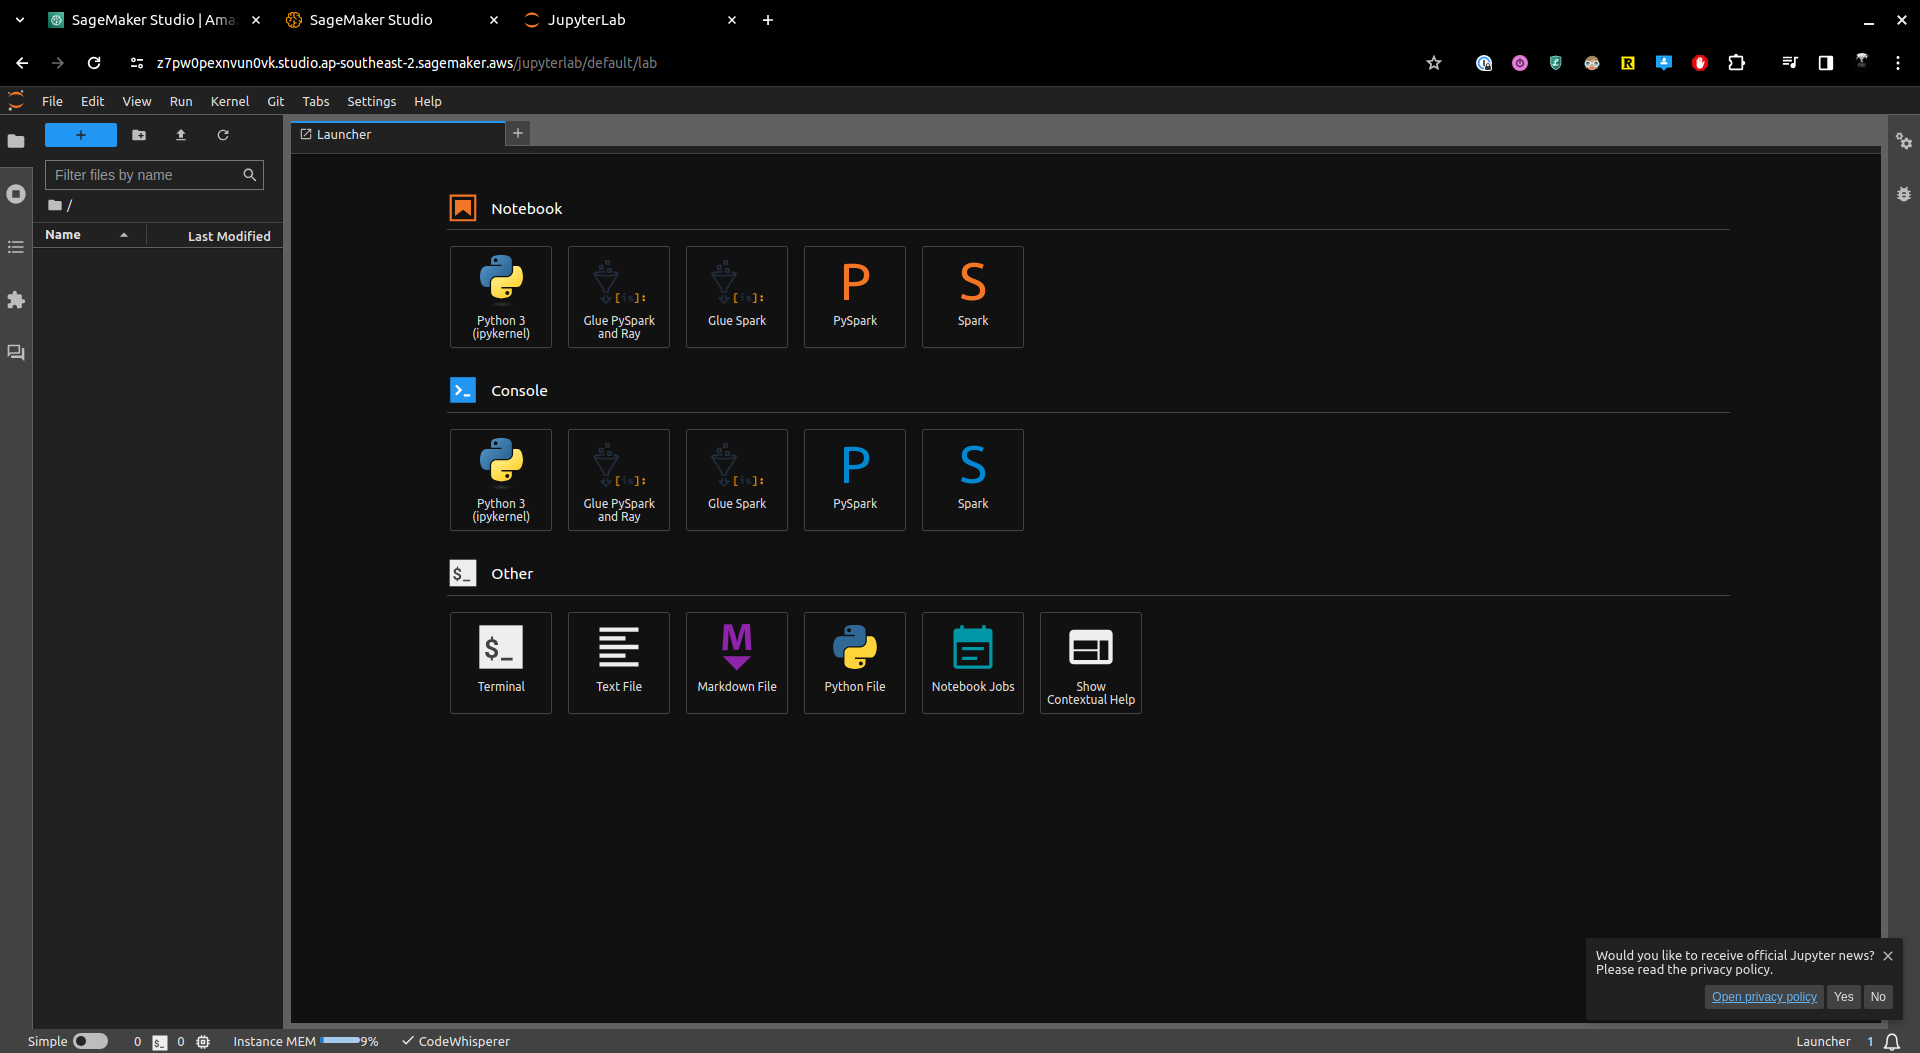 SageMaker Studio | Ama
SageMaker Studio
JupyterLab
z7pw0pexnvun0vk.studio.ap-southeast-2.sagemaker.aws/jupyterlab/default/lab
File Edit View Run Kernel Git Tabs Settings Help
Launcher
Filter files by name
/
Name
Last Modified
Notebook
Python 3
(ipykernel)
Glue PySpark
and Ray
Glue Spark
P
PySpark
S
Spark
Console
Python 3
(ipykernel)
Glue PySpark
and Ray
Glue Spark
P
PySpark
S
Spark
$_ Other
$_
Terminal
Text File
M
Markdown File
Python File
Notebook Jobs
Show
Contextual Help
Would you like to receive official Jupyter news?
Please read the privacy policy.
Open privacy policy Yes No
Simple 0 $_ 0 Instance MEM 9% CodeWhisperer
Launcher 1